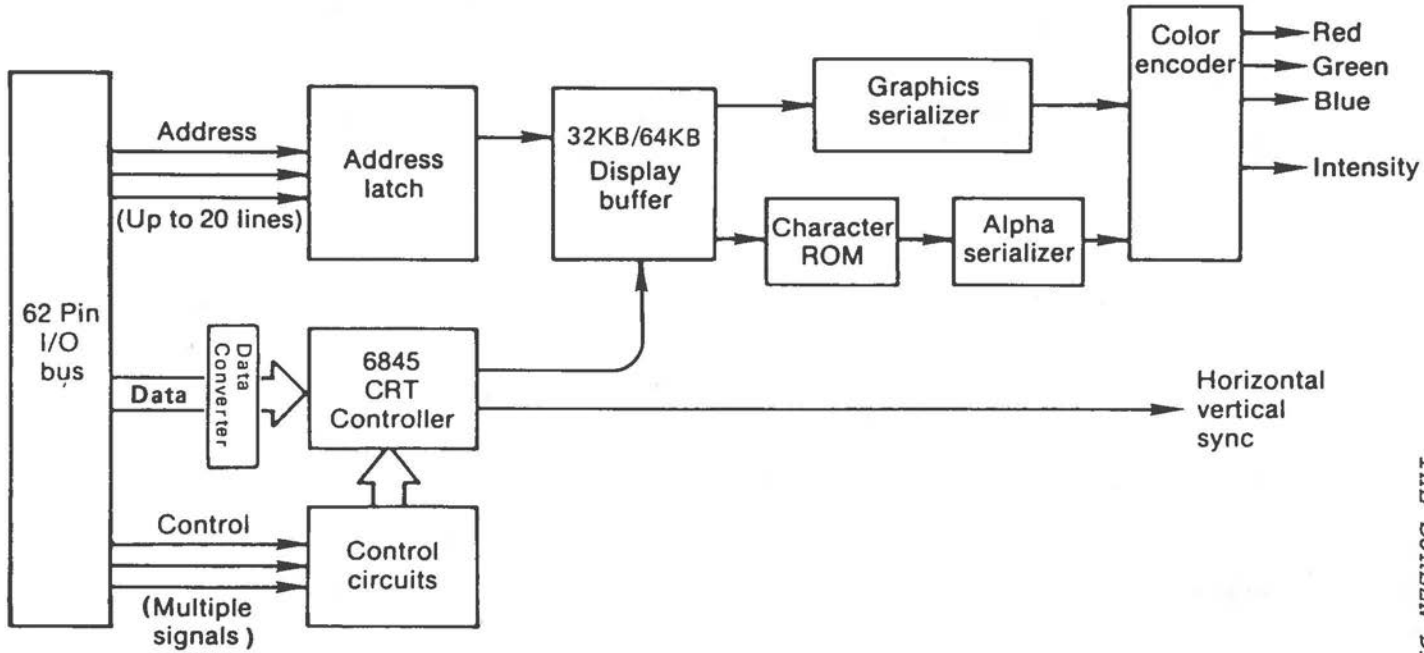 62 Pin
I/O
bus
Address
(Up to 20 lines)
Address
latch
32KB/64KB
Display
buffer
Graphics
serializer
Character
ROM
Alpha
serializer
Color
encoder
Red
Green
Blue
Intensity
Data
Data
Converter
6845
CRT
Controller
Horizontal
vertical
sync
Control
(Multiple
signals)
Control
circuits